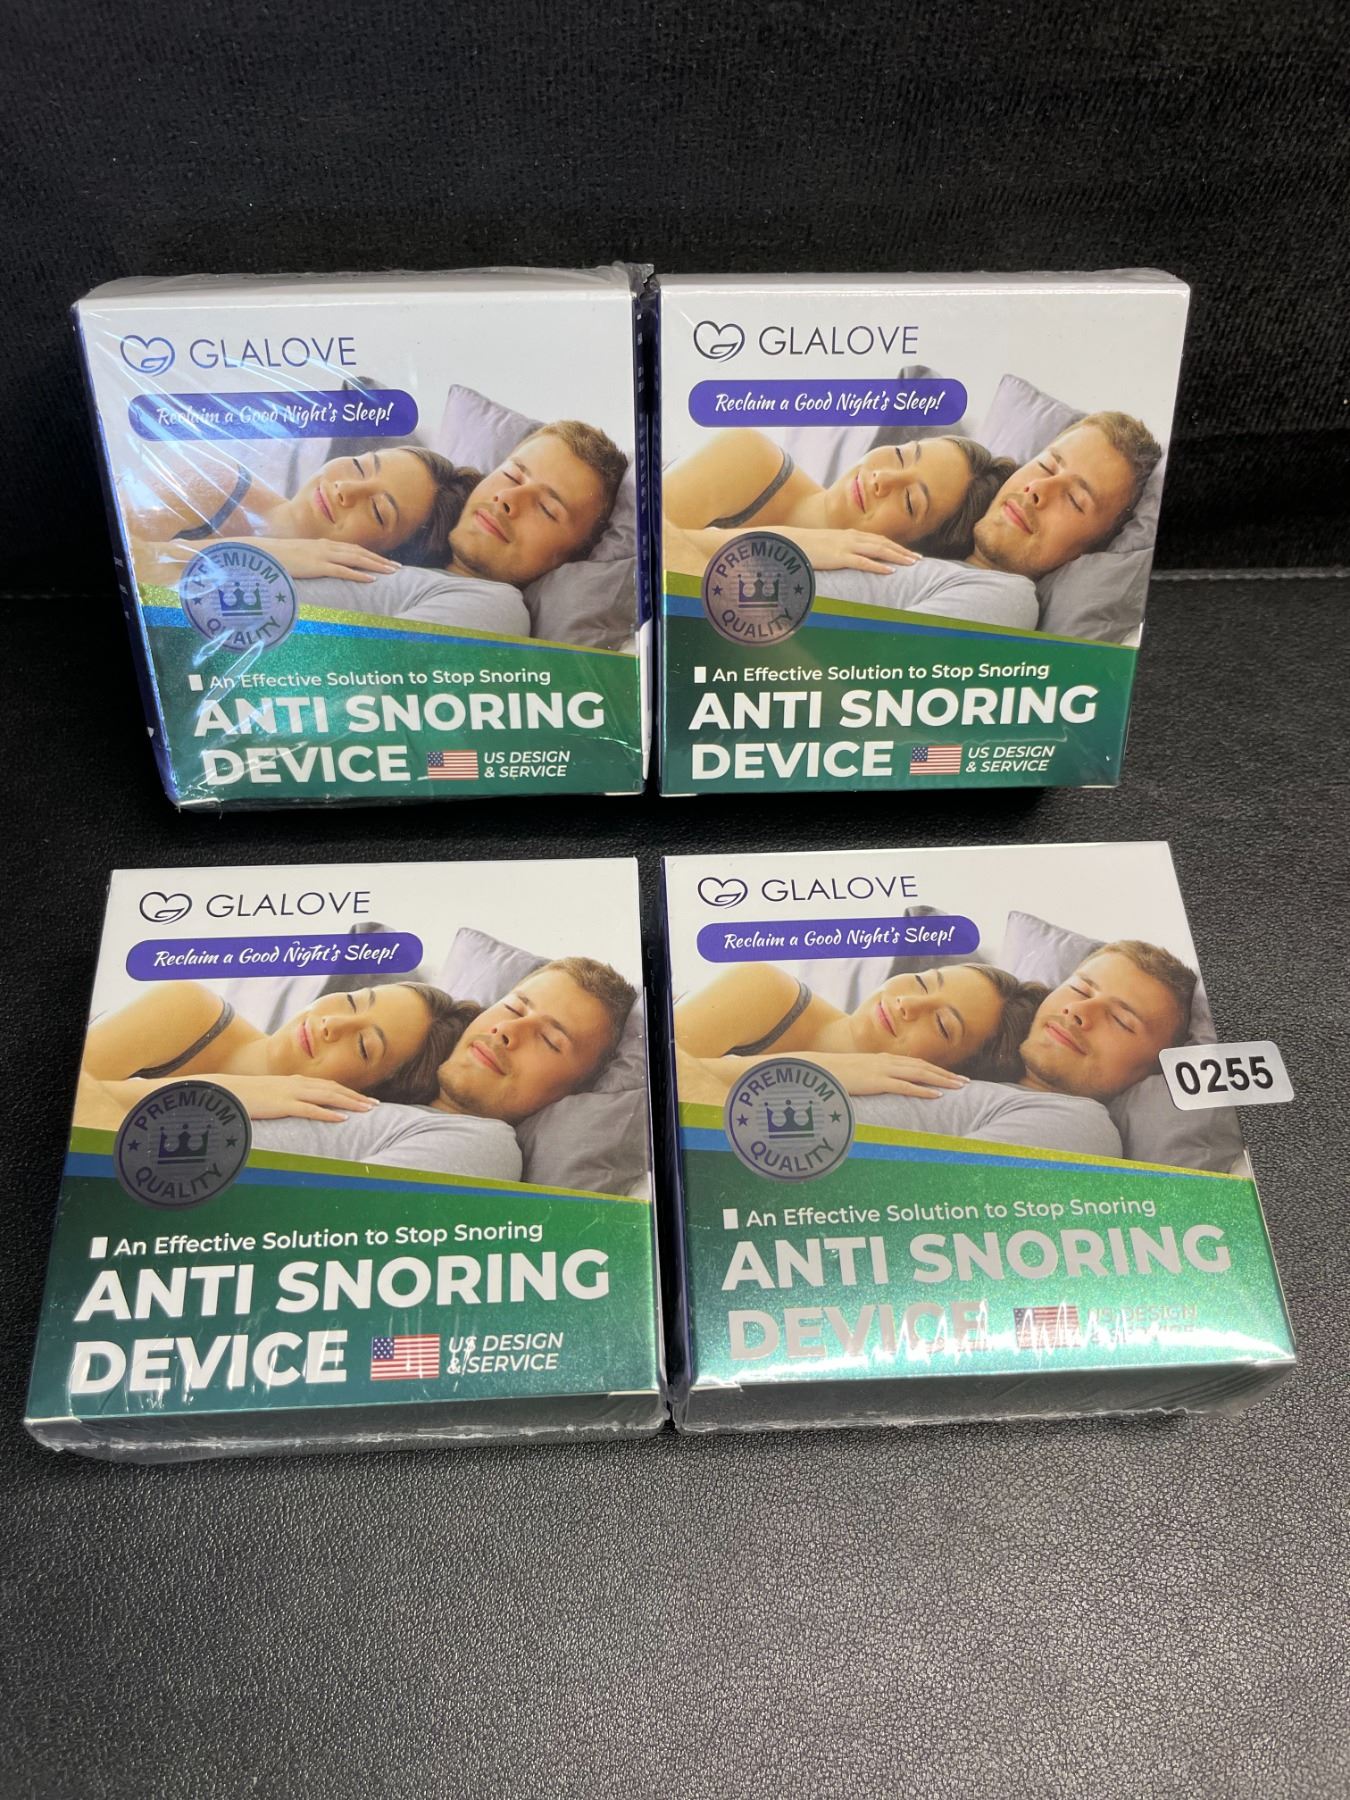 GLALOVE
Reclaim a Good Night's Sleep!
PREMIUM
QUALITY
An Effective Solution to Stop Snoring
ANTI SNORING
DEVICE
US DESIGN
& SERVICE
GLALOVE
Reclaim a Good Night's Sleep!
PREMIUM
QUALITY
An Effective Solution to Stop Snoring
ANTI SNORING
DEVICE
US DESIGN
& SERVICE
GLALOVE
Reclaim a Good Night's Sleep!
PREMIUM
QUALITY
An Effective Solution to Stop Snoring
ANTI SNORING
DEVICE
US DESIGN
& SERVICE
GLALOVE
Reclaim a Good Night's Sleep!
0255
PREMIUM
QUALITY
An Effective Solution to Stop Snoring
ANTI SNORING
DEVICE
US DESIGN